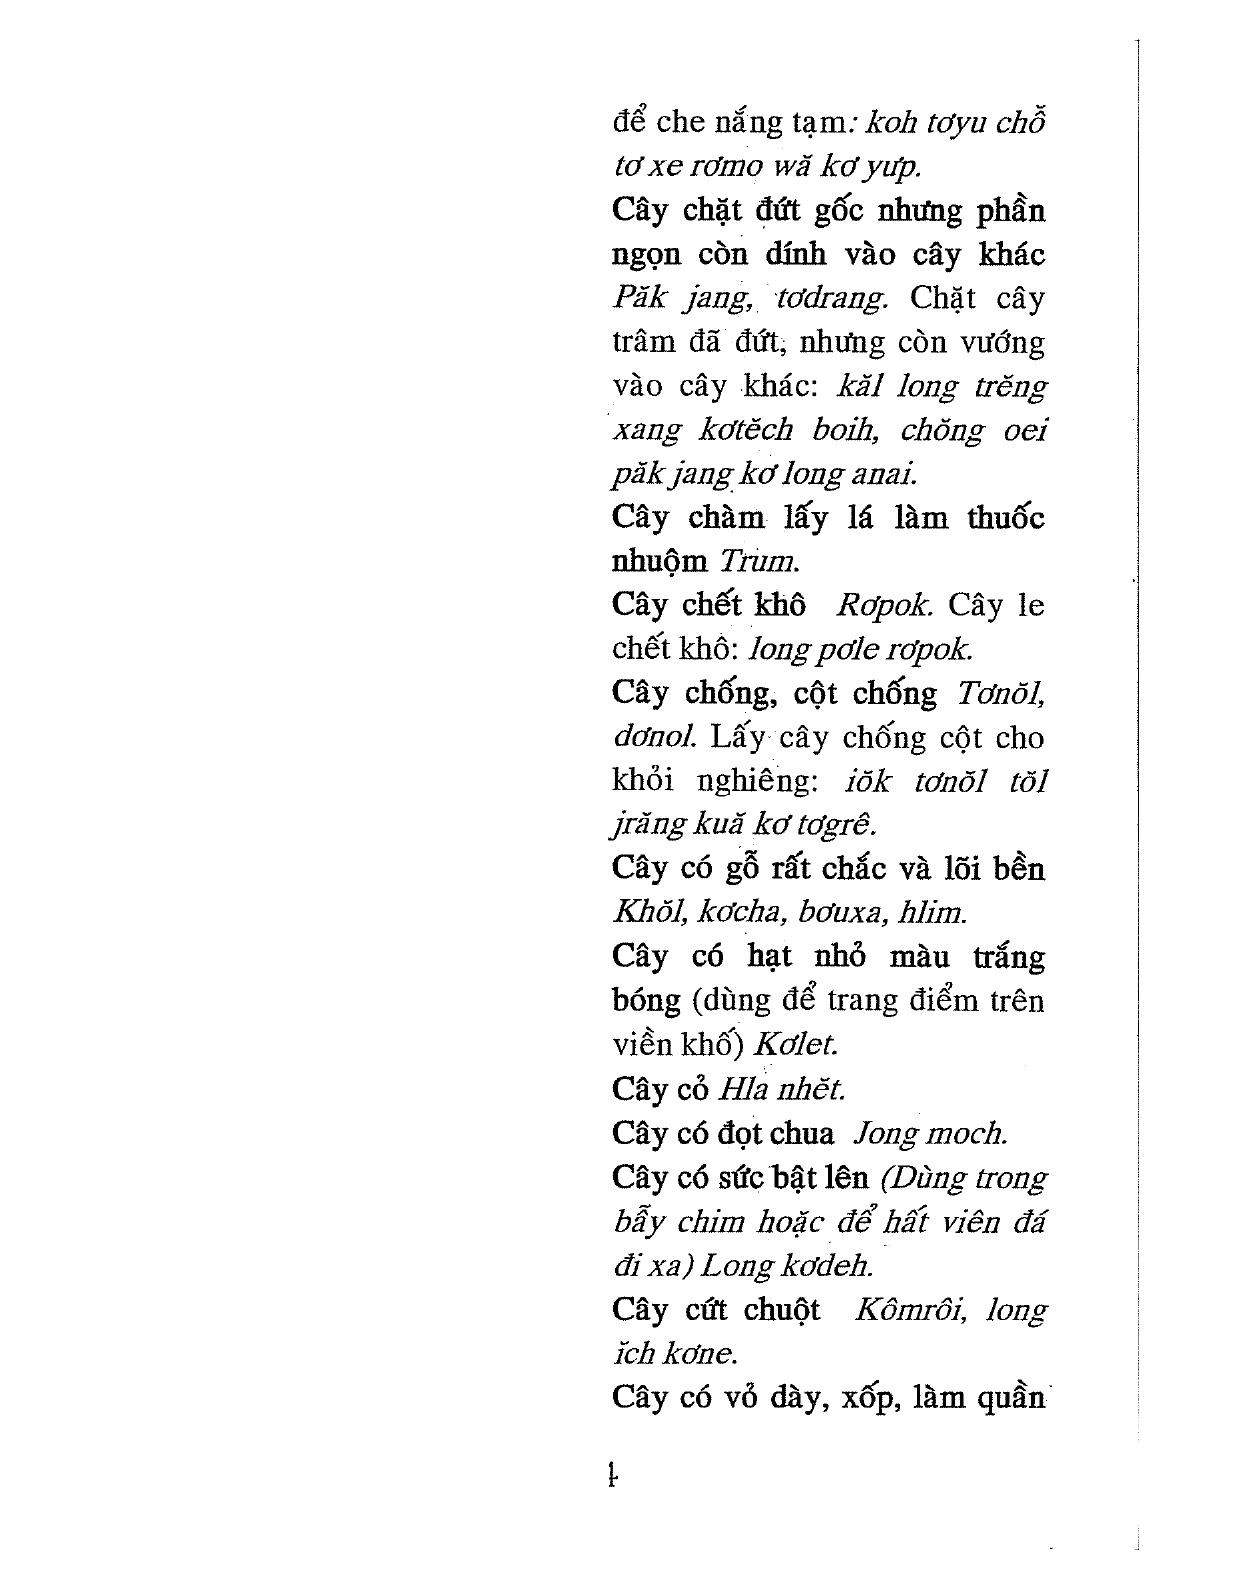 để che nắng tạm: koh tơyu chỗ
tơ xe rơmo wă kơ yưp.
Cây chặt đứt gốc nhưng phần
ngọn còn dính vào cây khác
Păk jang, tơdrang. Chặt cây
trâm đã đứt, nhưng còn vướng
vào cây khác: kăl long trĕng
xang kơtĕch boih, chŏng oei
păk jang kơ long anai.
Cây chàm lấy lá làm thuốc
nhuộm Trum.
Cây chết khô Rơpok. Cây le
chết khô: long pơle rơpok.
Cây chống, cột chống Tơnŏl,
dơnol. Lấy cây chống cột cho
khỏi nghiêng: iŏk tơnŏl tŏl
jrăng kuă kơ tơgrê.
Cây có gỗ rất chắc và lõi bền
Khŏl, kơcha, bơuxa, hlim.
Cây có hạt nhỏ màu trắng
bóng (dùng để trang điểm trên
viền khố) Kơlet.
Cây cỏ Hla nhĕt.
Cây có đọt chua Jong moch.
Cây có sức bật lên (Dùng trong
bẫy chim hoặc để hất viên đá
đi xa) Long kơdeh.
Cây cứt chuột Kômrôi, long
ĭch kơne.
Cây có vỏ dày, xốp, làm quần